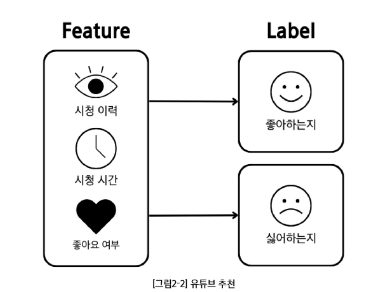 Feature
Label
시청 이력
시청 시간
좋아요 여부
좋아하는지
싫어하는지
[그림2-2] 유튜브 추천